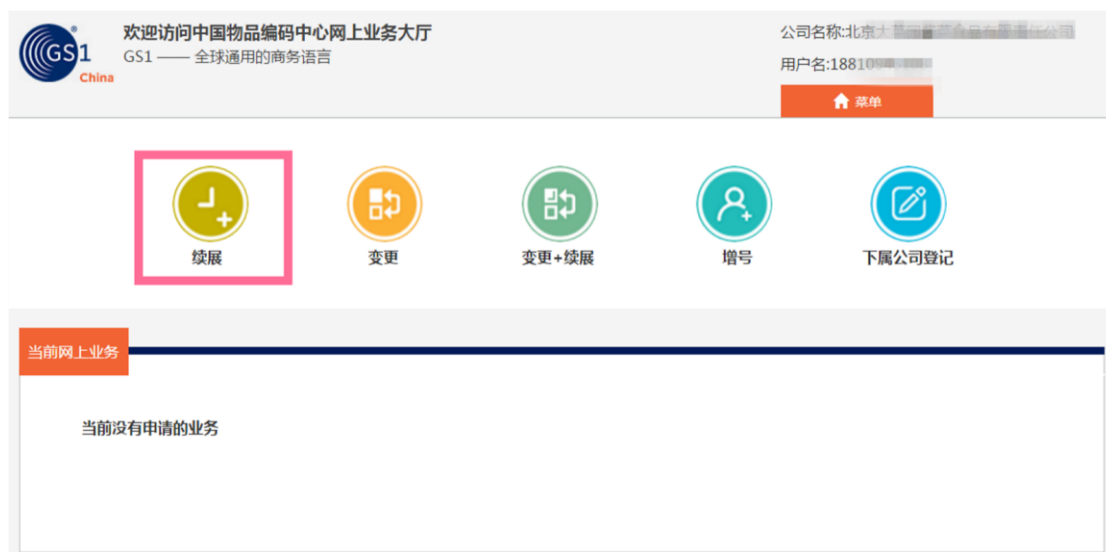 GS1
China
欢迎访问中国物品编码中心网上业务大厅
GS1 —— 全球通用的商务语言
公司名称:北京大
用户名:18810
菜单
续展
变更
变更+续展
增号
下属公司登记
当前网上业务
当前没有申请的业务